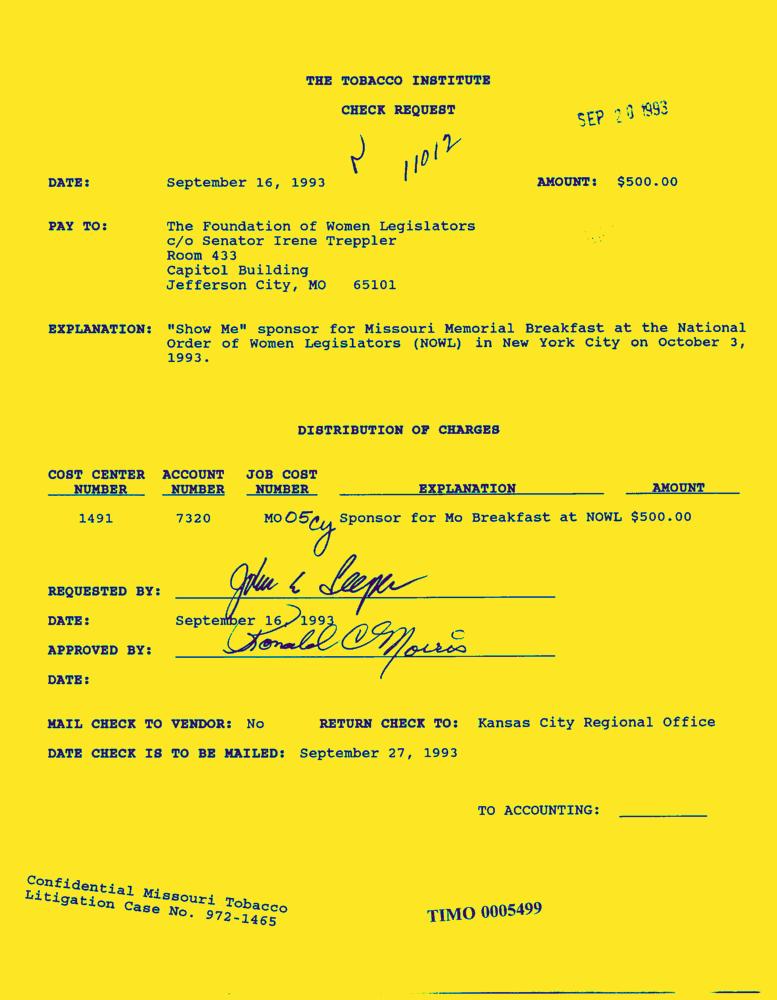 THE TOBACCO INSTITUTE
CHECK REQUEST
SEP 20 1993
11012
DATE: September 16, 1993 AMOUNT: $500.00
PAY TO: The Foundation of Women Legislators
c/o Senator Irene Treppler
Room 433
Capitol Building
Jefferson City, MO 65101
EXPLANATION: "Show Me" sponsor for Missouri Memorial Breakfast at the National
Order of Women Legislators (NOWL) in New York City on October 3,
1993.
DISTRIBUTION OF CHARGES
COST CENTER ACCOUNT JOB COST
NUMBER NUMBER NUMBER EXPLANATION AMOUNT
1491 7320 MO 05cy Sponsor for Mo Breakfast at NOWL $500.00
REQUESTED BY: John L Leeper
DATE: September 16, 1993
APPROVED BY: Ronald C Morris
DATE:
MAIL CHECK TO VENDOR: No RETURN CHECK TO: Kansas City Regional Office
DATE CHECK IS TO BE MAILED: September 27, 1993
TO ACCOUNTING:
Confidential Missouri Tobacco
Litigation Case No. 972-1465
TIMO 0005499